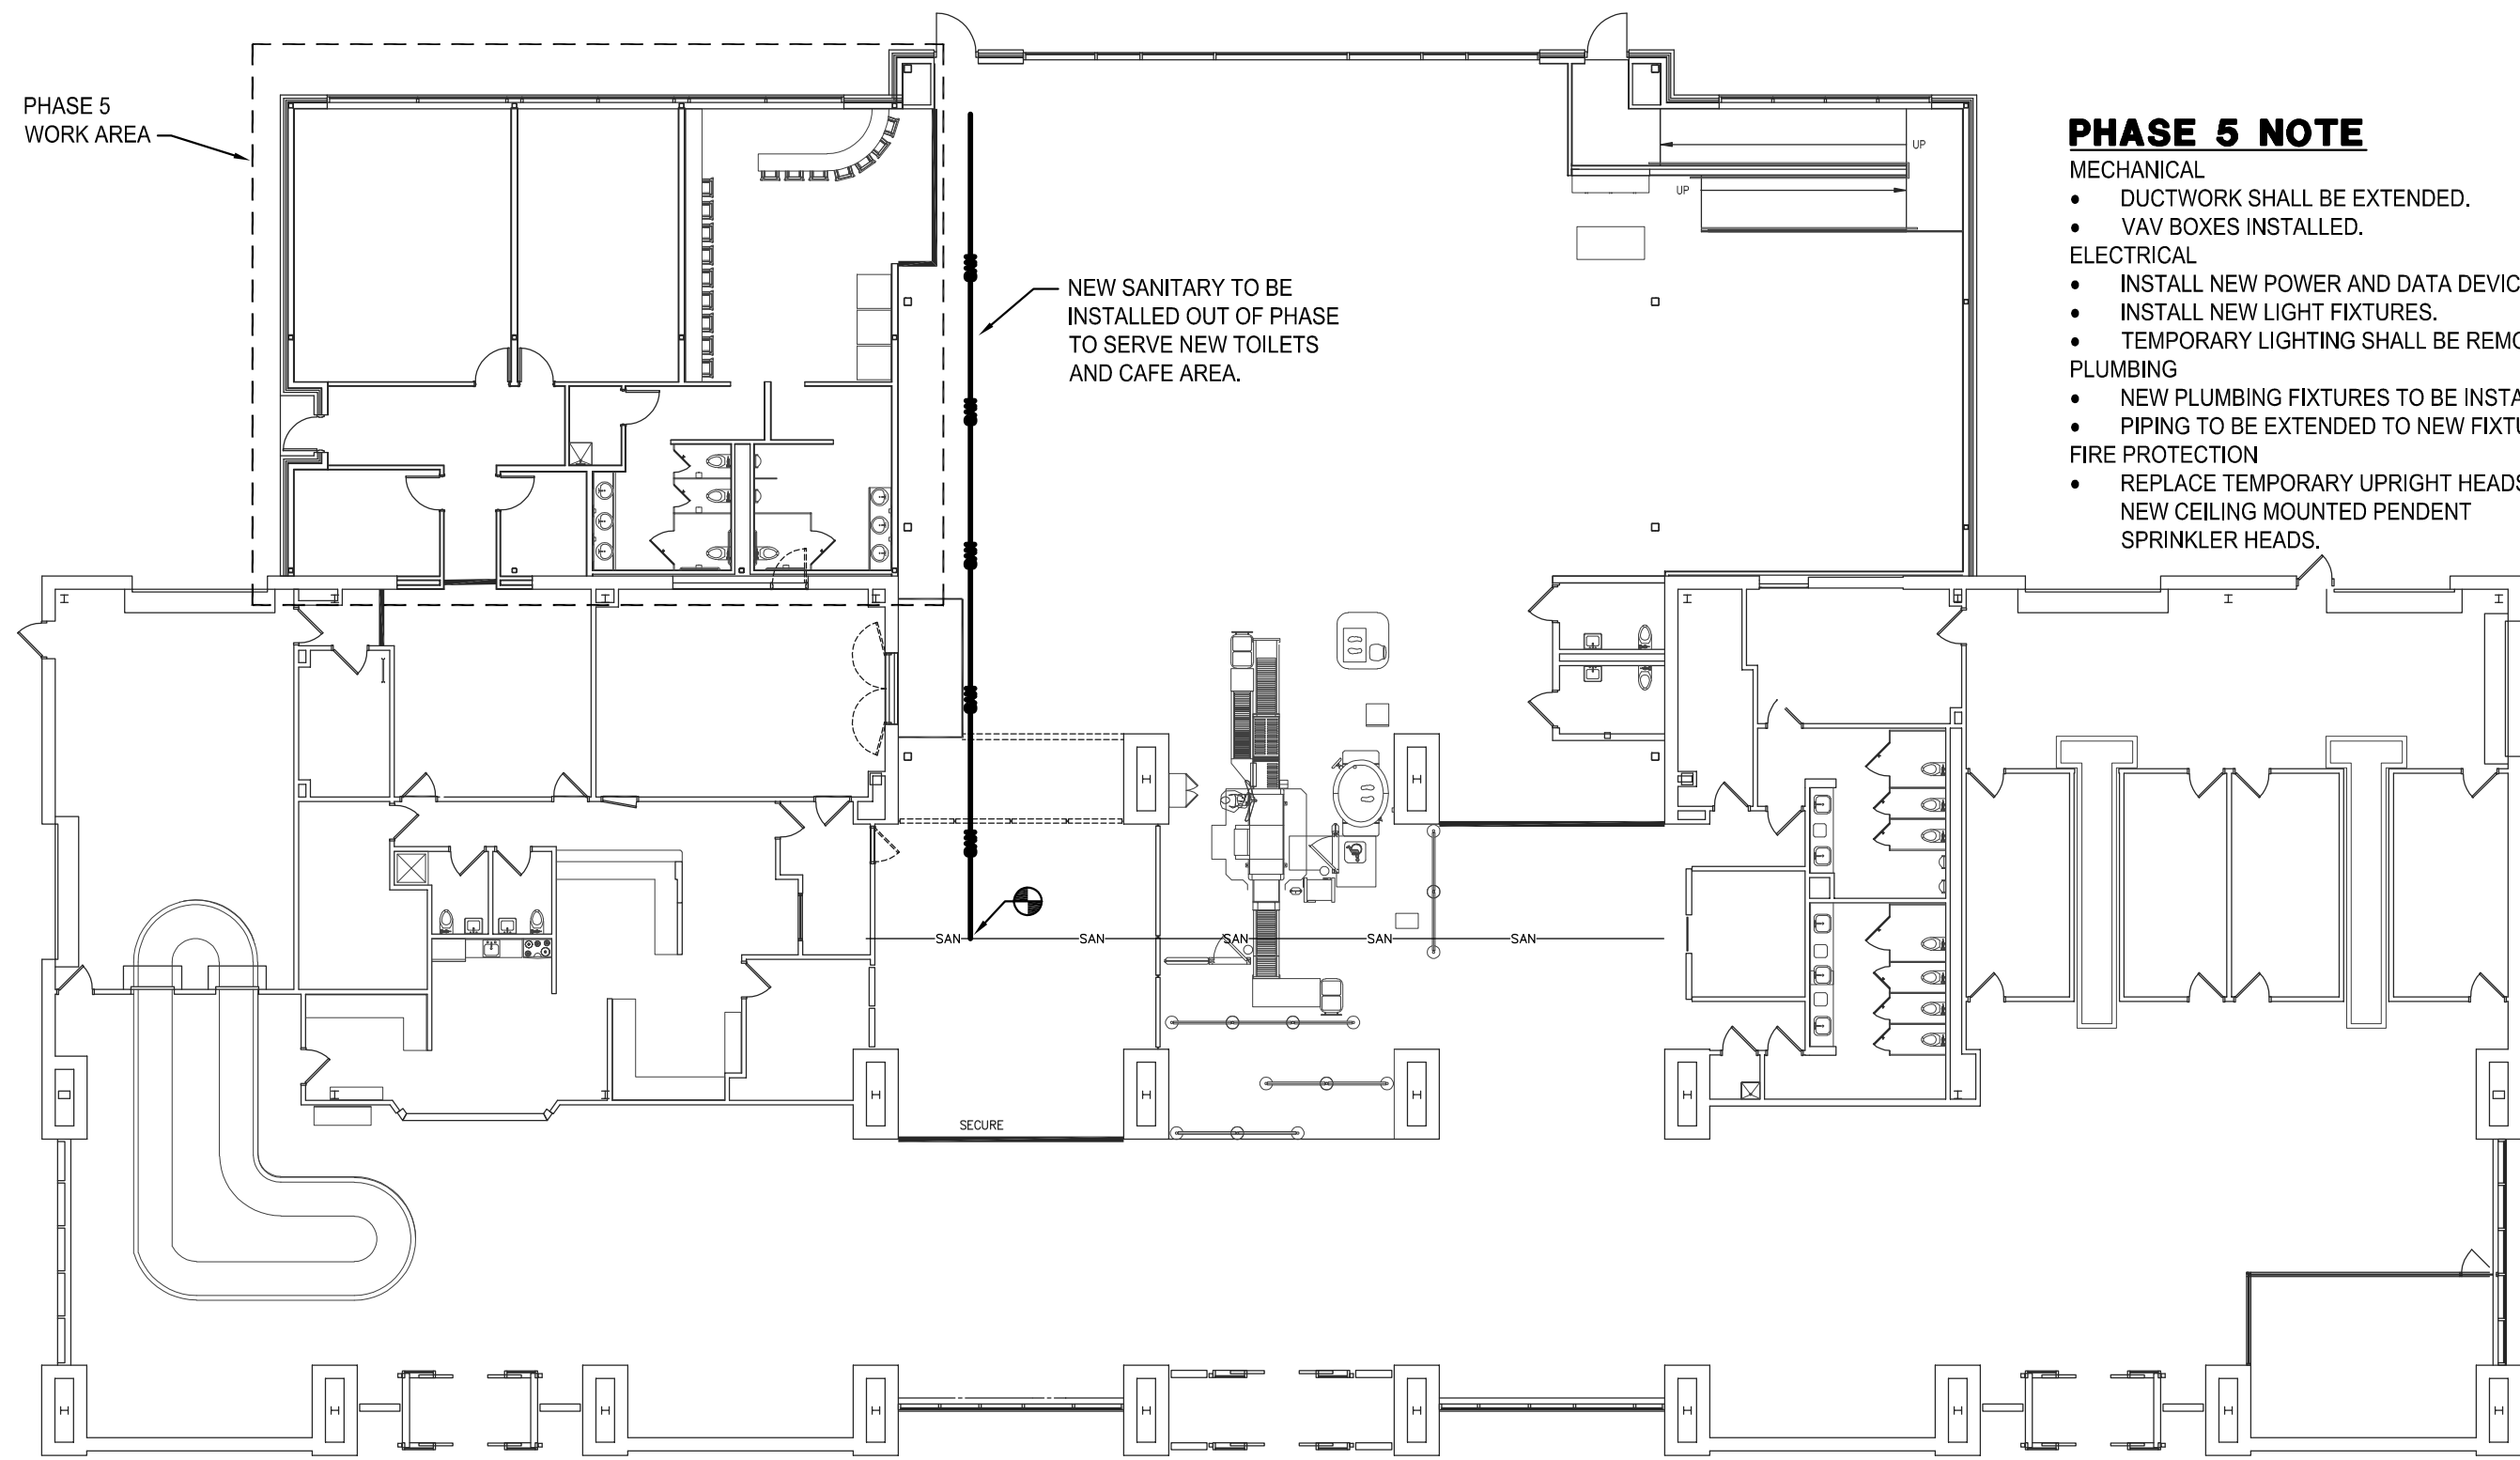 PHASE 5
WORK AREA
NEW SANITARY TO BE
INSTALLED OUT OF PHASE
TO SERVE NEW TOILETS
AND CAFE AREA.
UP
UP
PHASE 5 NOTE
MECHANICAL
• DUCTWORK SHALL BE EXTENDED.
• VAV BOXES INSTALLED.
ELECTRICAL
• INSTALL NEW POWER AND DATA
• INSTALL NEW LIGHT FIXTURES.
• TEMPORARY LIGHTING SHALL BE
PLUMBING
• NEW PLUMBING FIXTURES TO BE
• PIPING TO BE EXTENDED TO NEW
FIRE PROTECTION
• REPLACE TEMPORARY UPRIGHT HEADS
NEW CEILING MOUNTED PENDENT
SPRINKLER HEADS.
SAN SAN SAN SAN SAN
SECURE